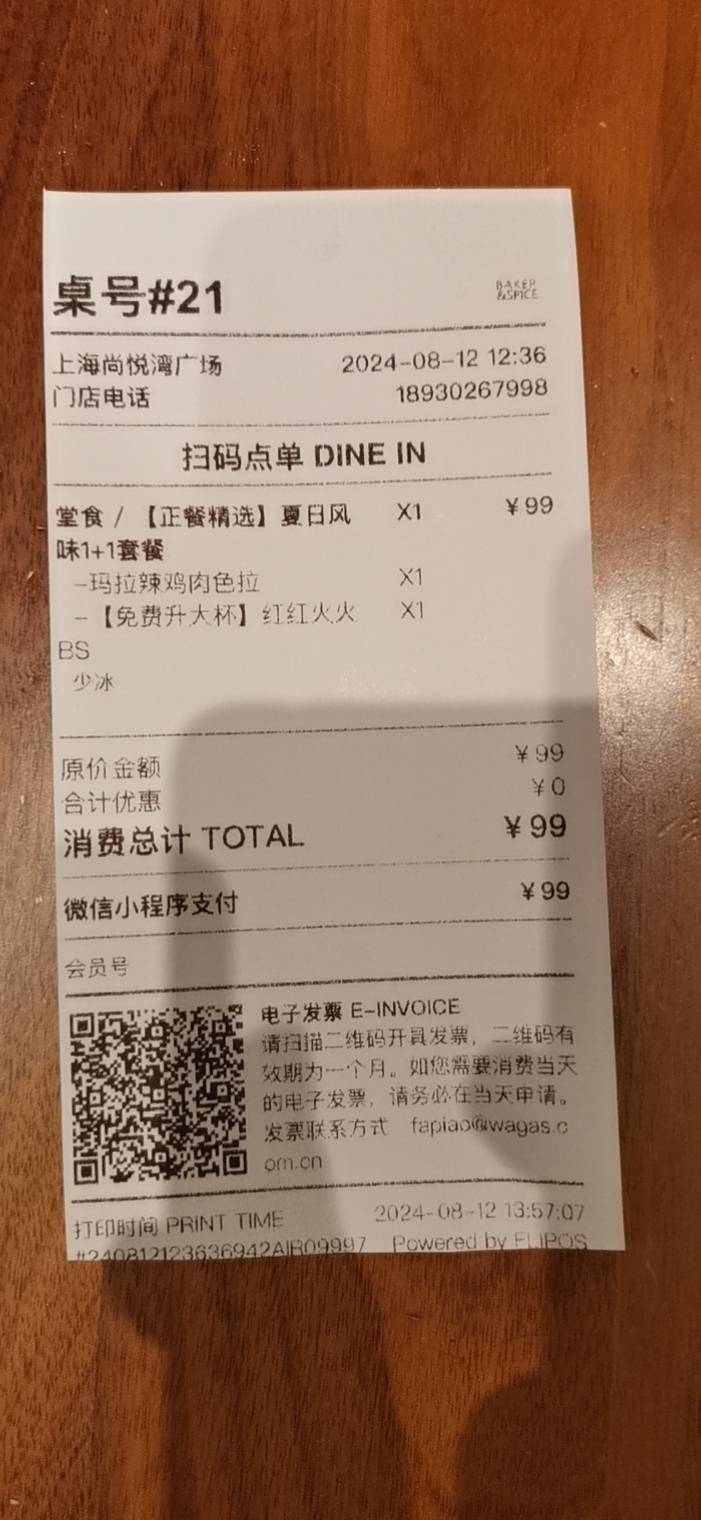 桌号#21
BAKER
&SPICE
上海尚悦湾广场 2024-08-12 12:36
门店电话 18930267998
扫码点单 DINE IN
堂食 / 【正餐精选】夏日风 X1 ¥99
味1+1套餐
-玛拉辣鸡肉色拉 X1
-【免费升大杯】红红火火 X1
BS
少冰
原价金额 ¥99
合计优惠 ¥0
消费总计 TOTAL ¥99
微信小程序支付 ¥99
会员号
电子发票 E-INVOICE
请扫描二维码开具发票，二维码有
效期为一个月。如您需要消费当天
的电子发票，请务必在当天申请。
发票联系方式 fapiao@wagas.c
om.cn
打印时间 PRINT TIME 2024-08-12 13:57:07
#240812123636942AIR09997 Powered by FLIPOS